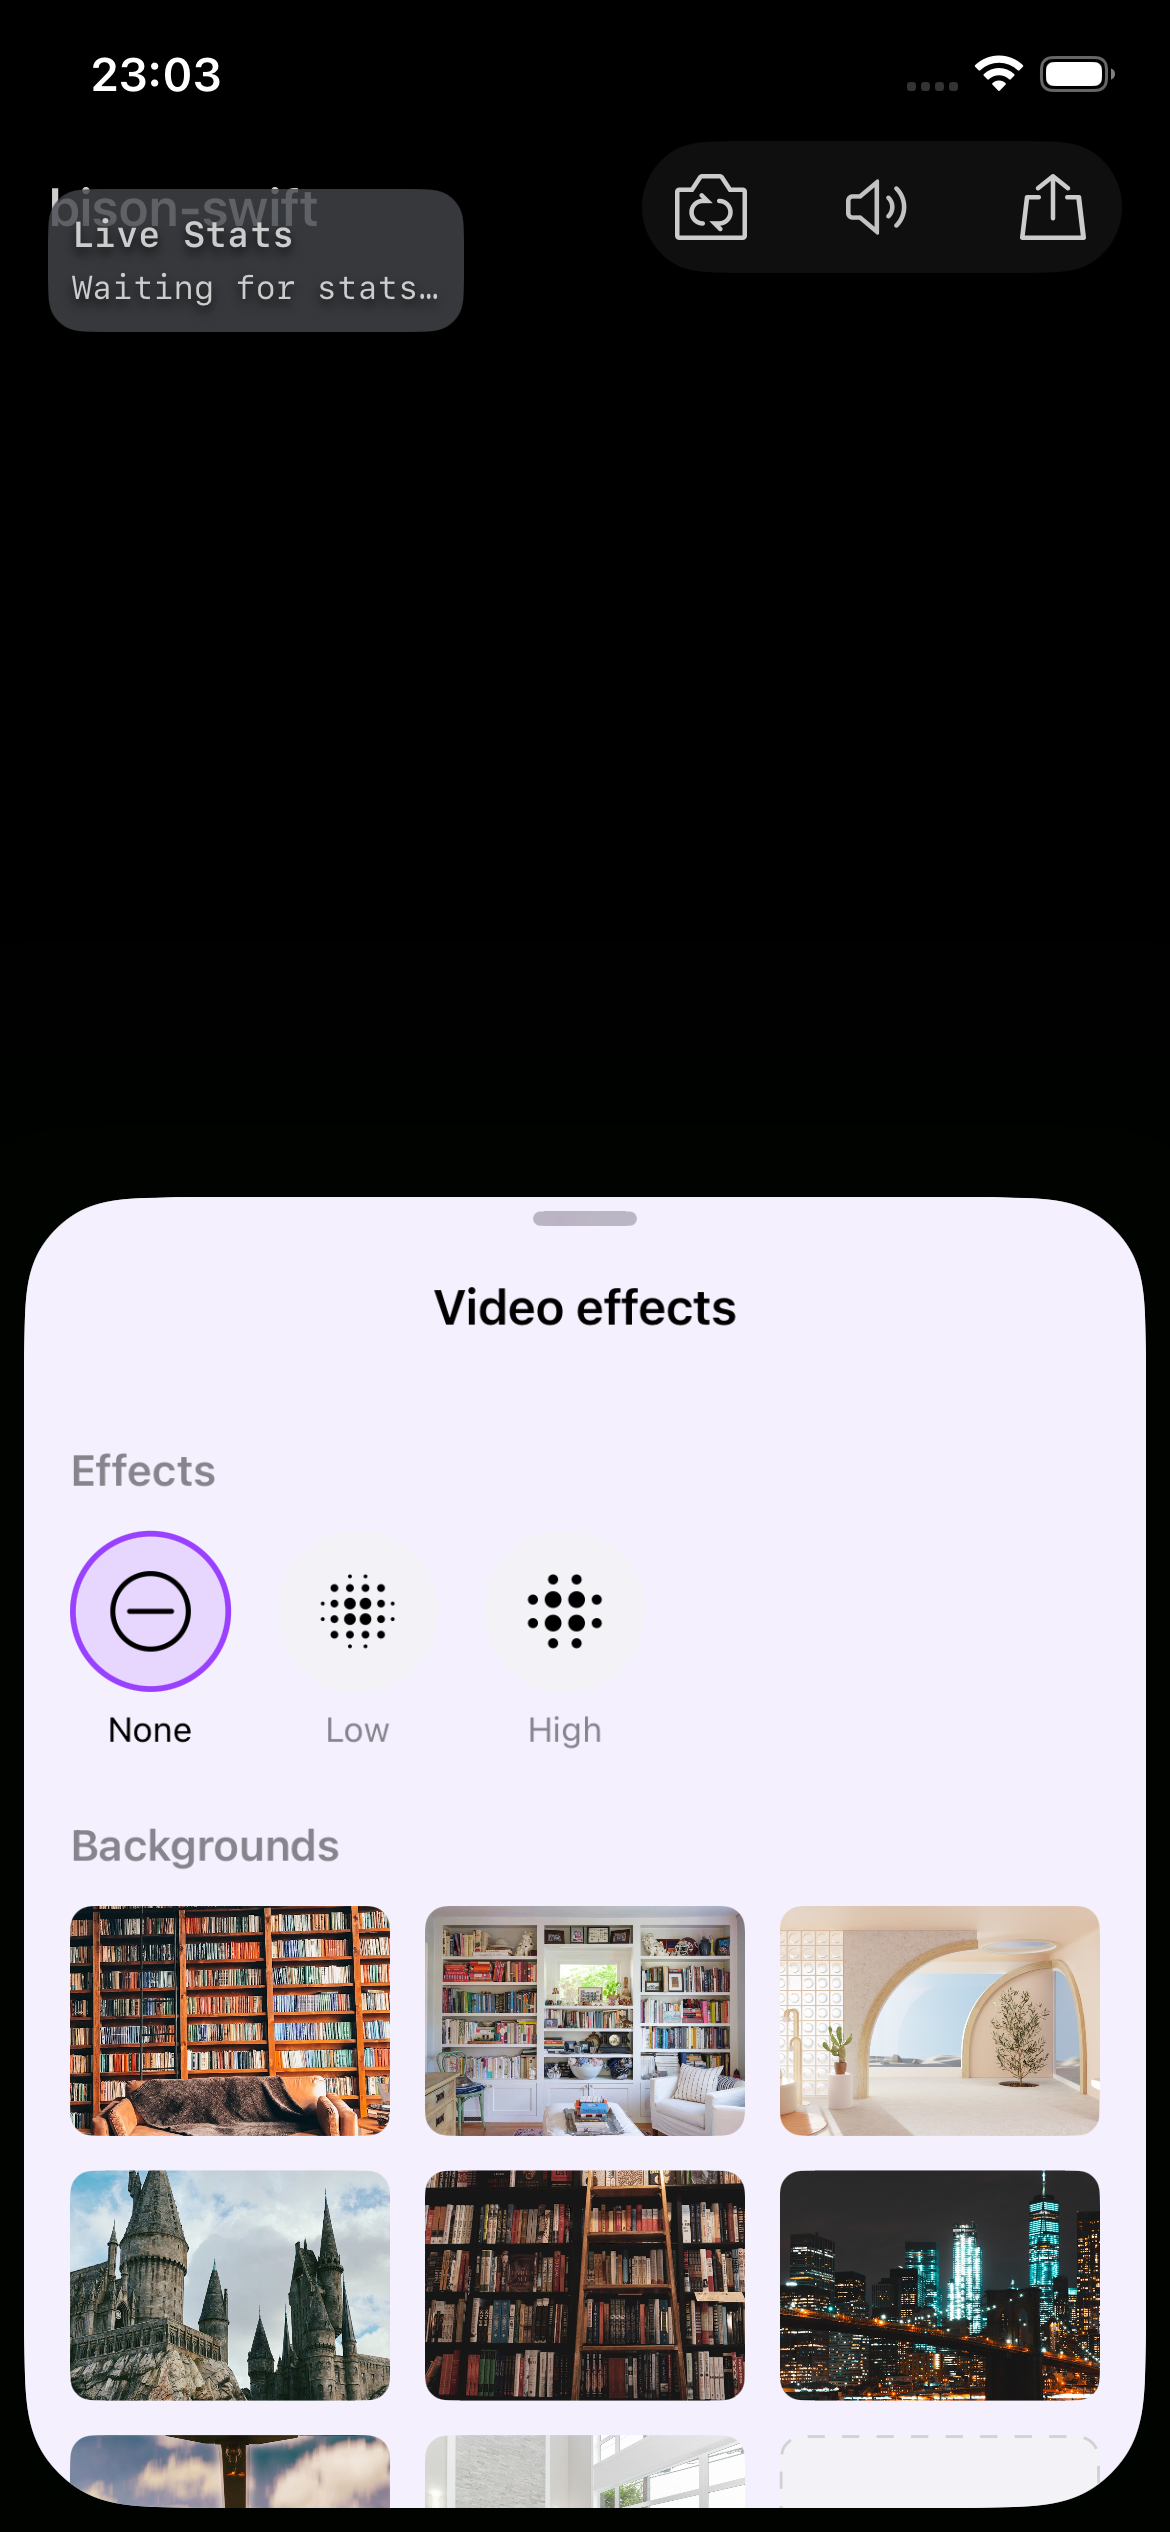 23:03
bison-swift
Live Stats
Waiting for stats…
Video effects
Effects
None
Low
High
Backgrounds